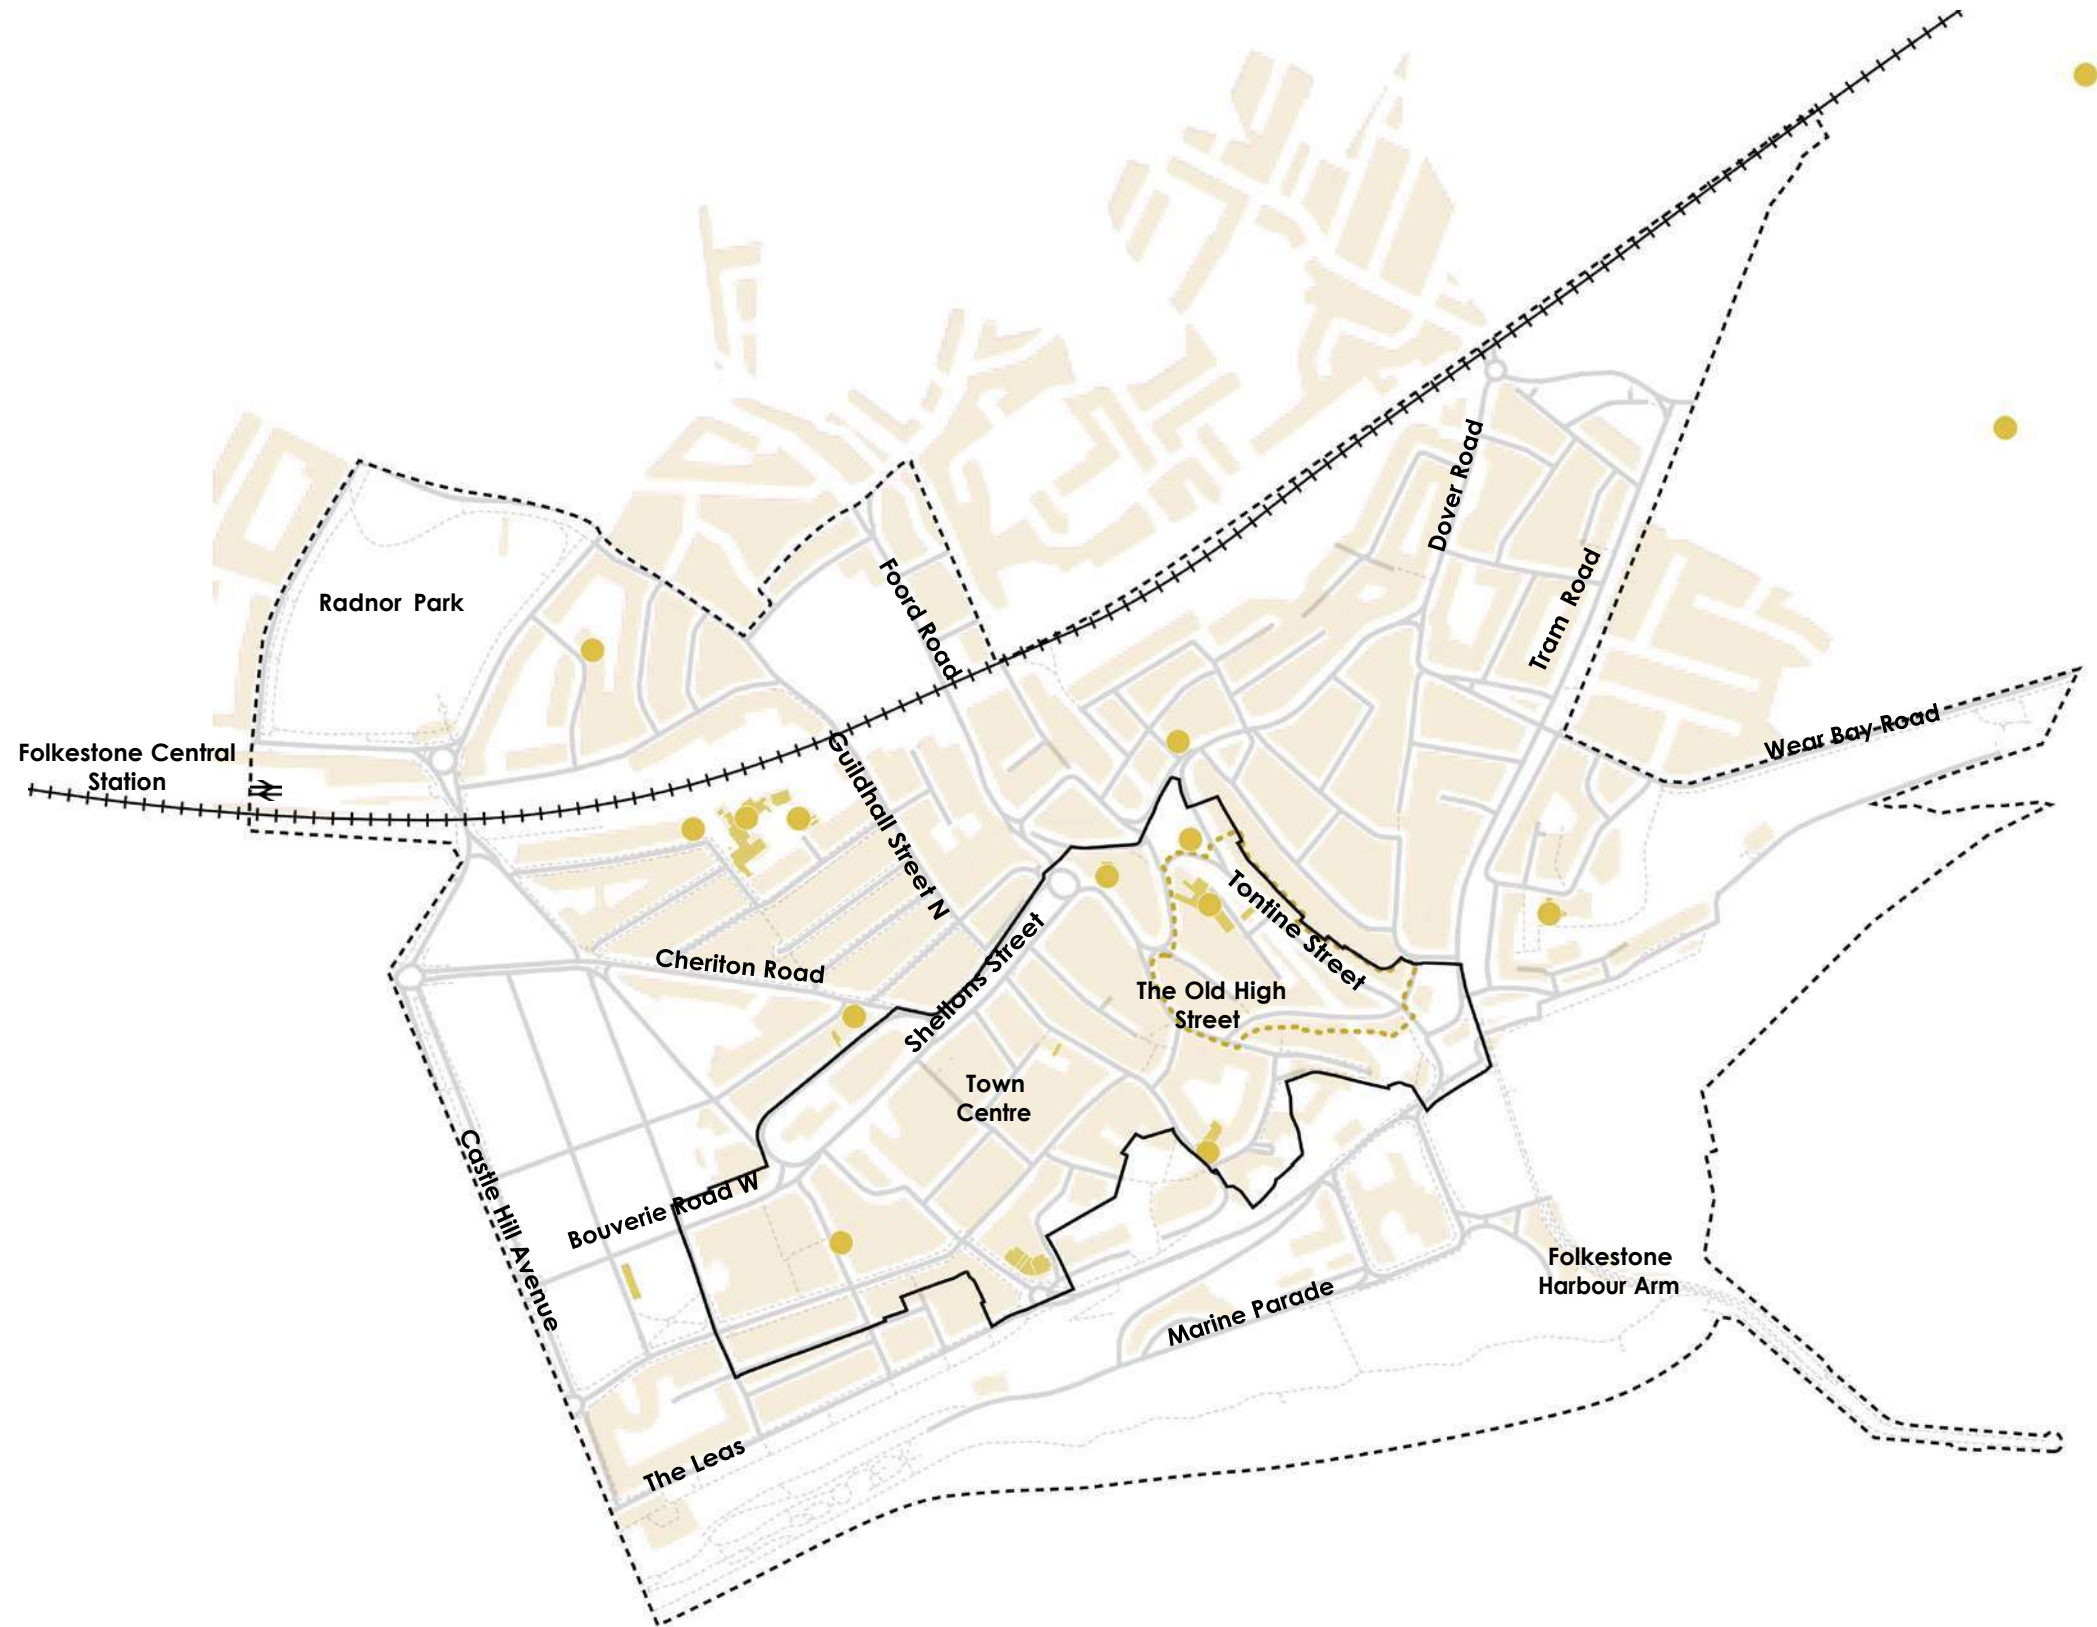 Dover Road
Foord Road
Tram Road
Radnor Park
Wear Bay Road
Folkestone Central
Station
Guildhall Street N
Tontine Street
Cheriton Road
Sheltons Street
The Old High
Street
Town
Centre
Castle Hill Avenue
Bouverie Road W
Folkestone
Harbour Arm
Marine Parade
The Leas